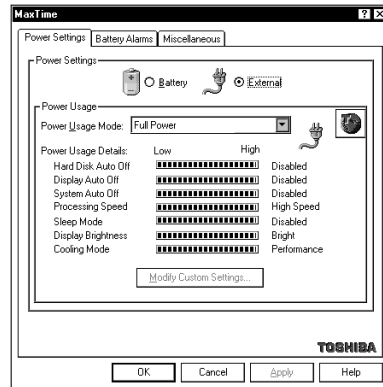 MaxTime
Power Settings Battery Alarms Miscellaneous
Power Settings
Battery External
Power Usage
Power Usage Mode: Full Power
Power Usage Details: Low High
Hard Disk Auto Off Disabled
Display Auto Off Disabled
System Auto Off Disabled
Processing Speed High Speed
Sleep Mode Disabled
Display Brightness Bright
Cooling Mode Performance
Modify Custom Settings...
TOSHIBA
OK Cancel Apply Help